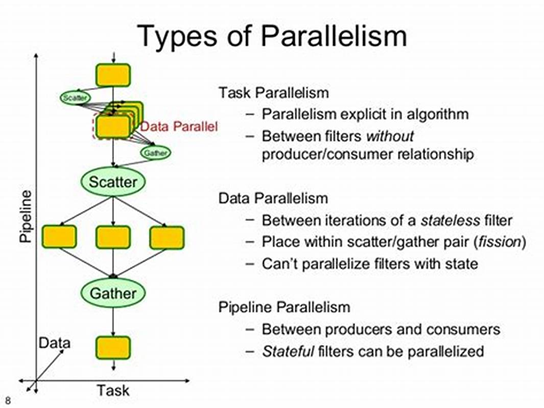 Types of Parallelism
Scatter
Data Parallel
Gather
Scatter
Gather
Pipeline
Data
Task
Task Parallelism
– Parallelism explicit in algorithm
– Between filters without
producer/consumer relationship
Data Parallelism
– Between iterations of a stateless filter
– Place within scatter/gather pair (fission)
– Can't parallelize filters with state
Pipeline Parallelism
– Between producers and consumers
– Stateful filters can be parallelized
8